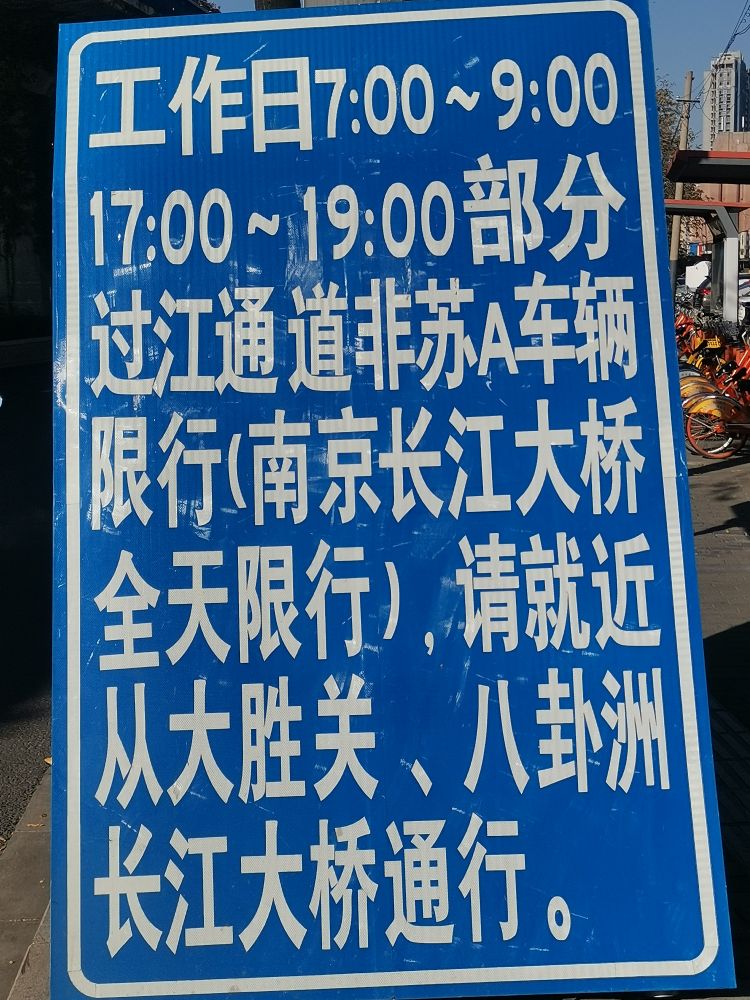 工作日7:00~9:00
17:00~19:00部分
过江通道非苏A车辆
限行(南京长江大桥
全天限行),请就近
从大胜关、八卦洲
长江大桥通行。